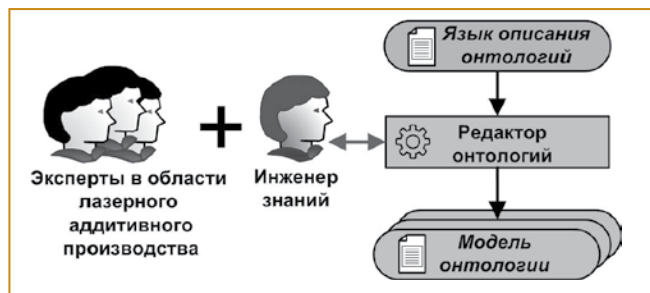 Язык описания
онтологий
Редактор
онтологий
Эксперты в области
лазерного
аддитивного
производства
Инженер
знаний
Модель
онтологии